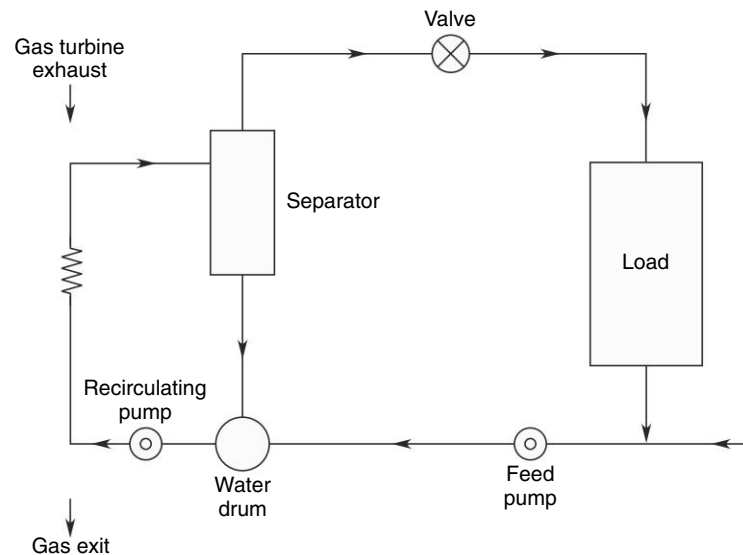 Valve
Gas turbine
exhaust
Separator
Load
Recirculating
pump
Water
drum
Feed
pump
Gas exit